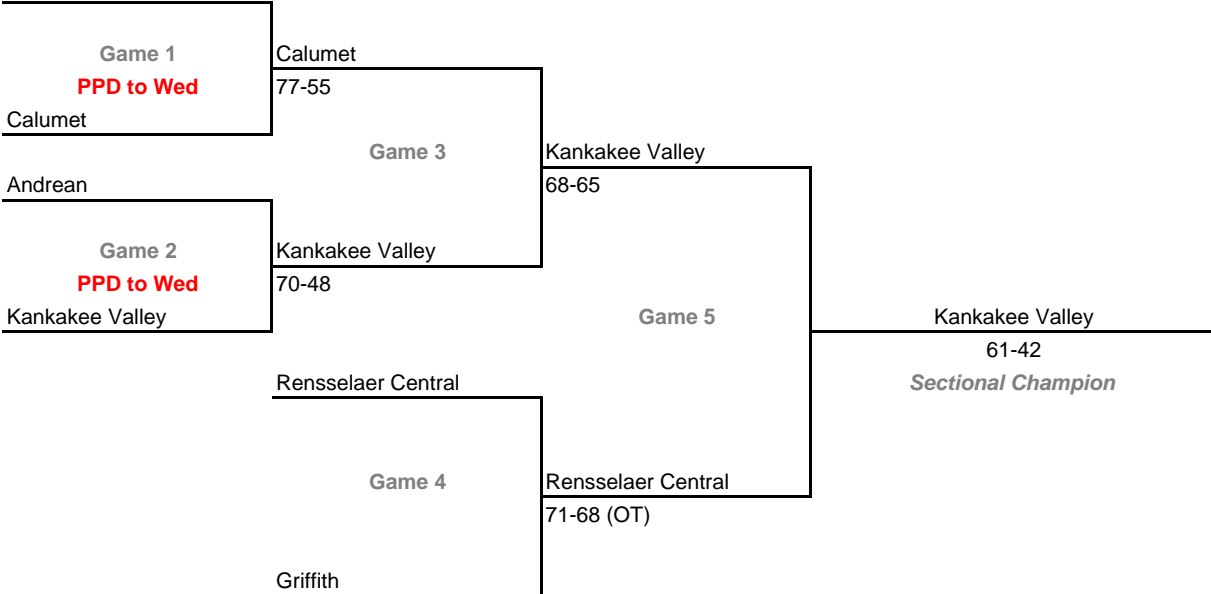 Game 1
Calumet
PPD to Wed
77-55
Calumet
Game 3
Kankakee Valley
Andrean
68-65
Game 2
Kankakee Valley
PPD to Wed
70-48
Kankakee Valley
Game 5
Kankakee Valley
61-42
Rensselaer Central
Sectional Champion
Game 4
Rensselaer Central
71-68 (OT)
Griffith